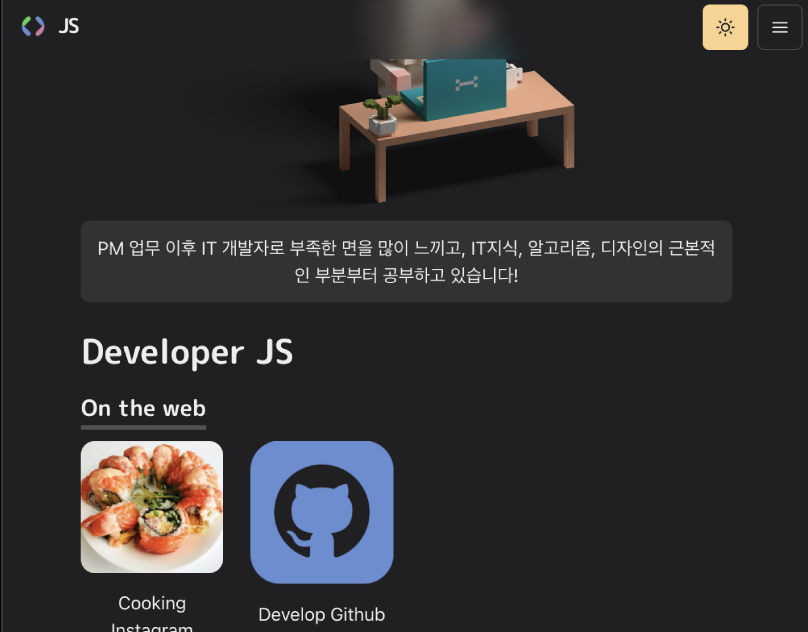 JS
PM 업무 이후 IT 개발자로 부족한 면을 많이 느끼고, IT지식, 알고리즘, 디자인의 근본적
인 부분부터 공부하고 있습니다!
Developer JS
On the web
Cooking
Instagram
Develop Github